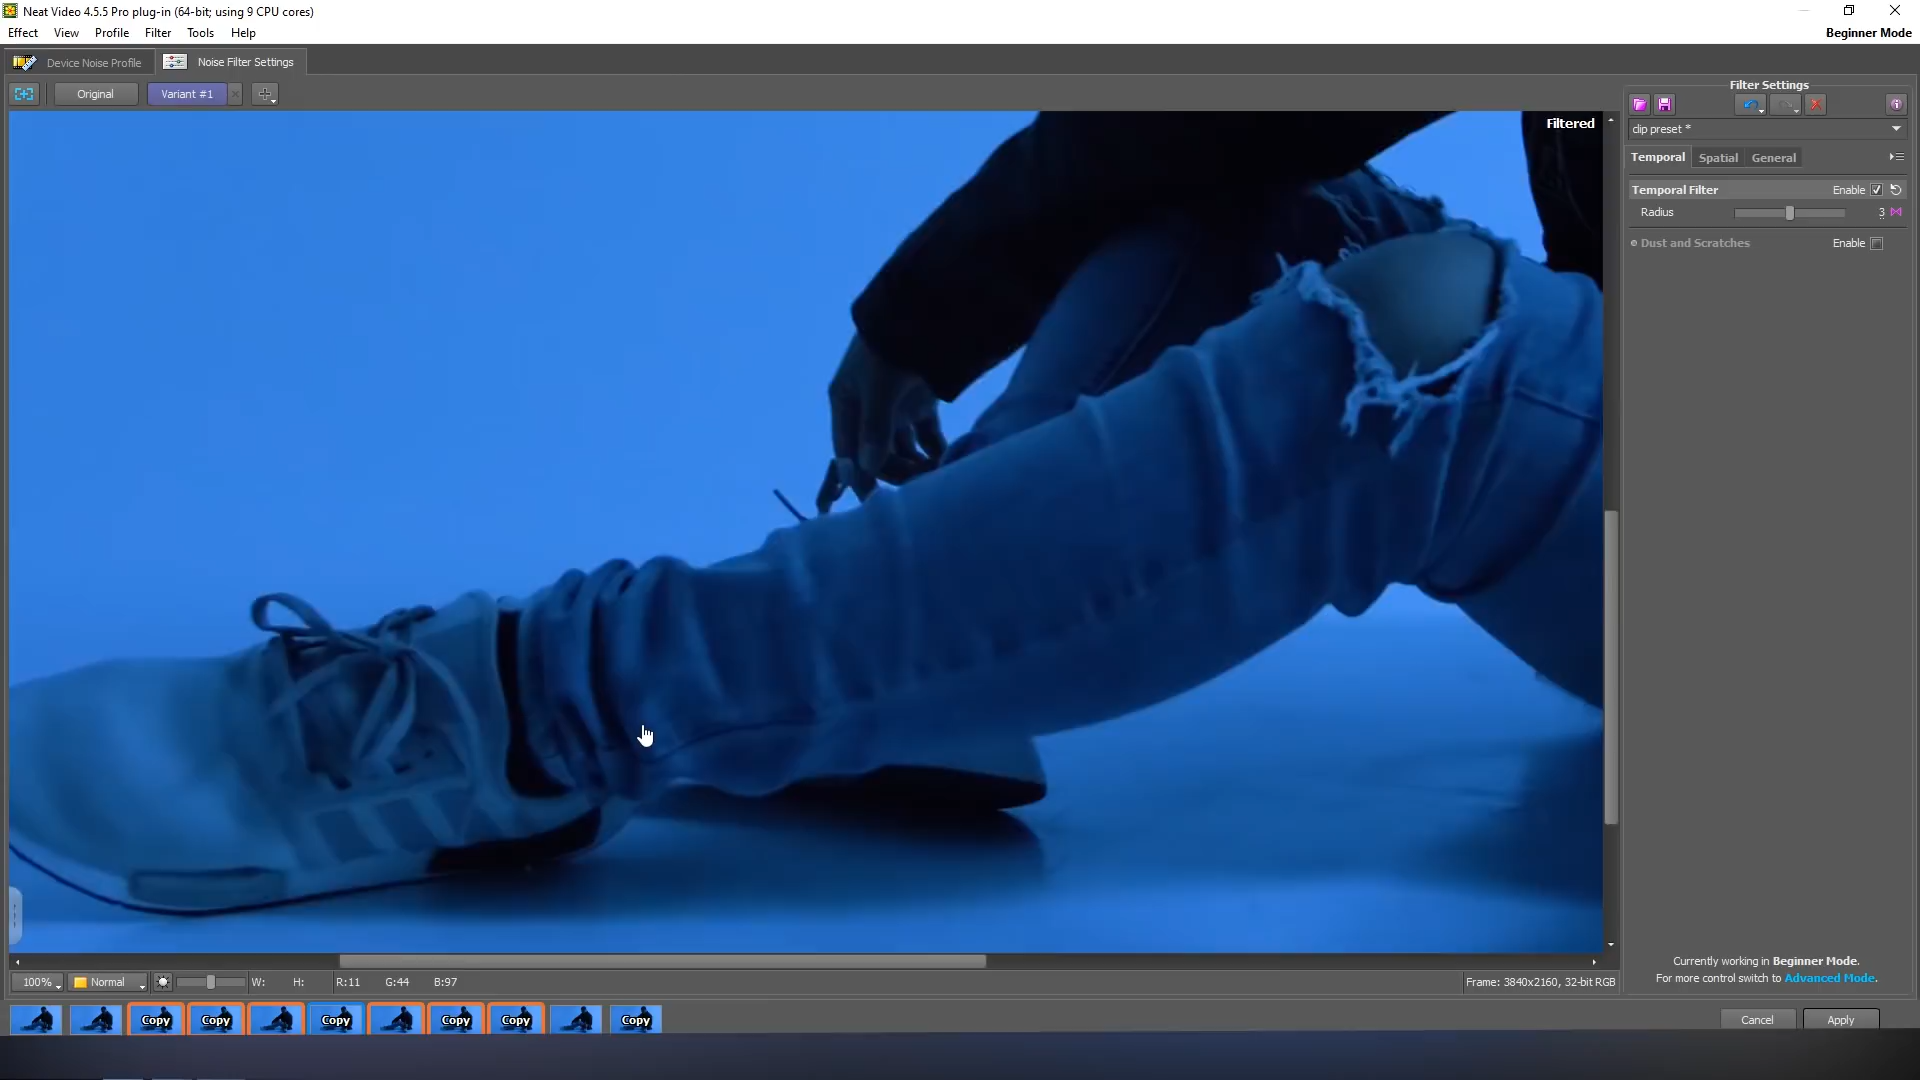 Neat Video 4.5.5 Pro plug-in (64-bit; using 9 CPU cores)
Effect View Profile Filter Tools Help
Beginner Mode
Device Noise Profile
Noise Filter Settings
Original
Variant #1
Filtered
Filter Settings
clip preset *
Temporal Spatial General
Temporal Filter Enable
Radius 3
Dust and Scratches Enable
Currently working in Beginner Mode.
For more control switch to Advanced Mode.
100% Normal W: H: R:11 G:44 B:97
Frame: 3840x2160, 32-bit RGB
Copy Copy Copy Copy Copy Copy
Cancel Apply